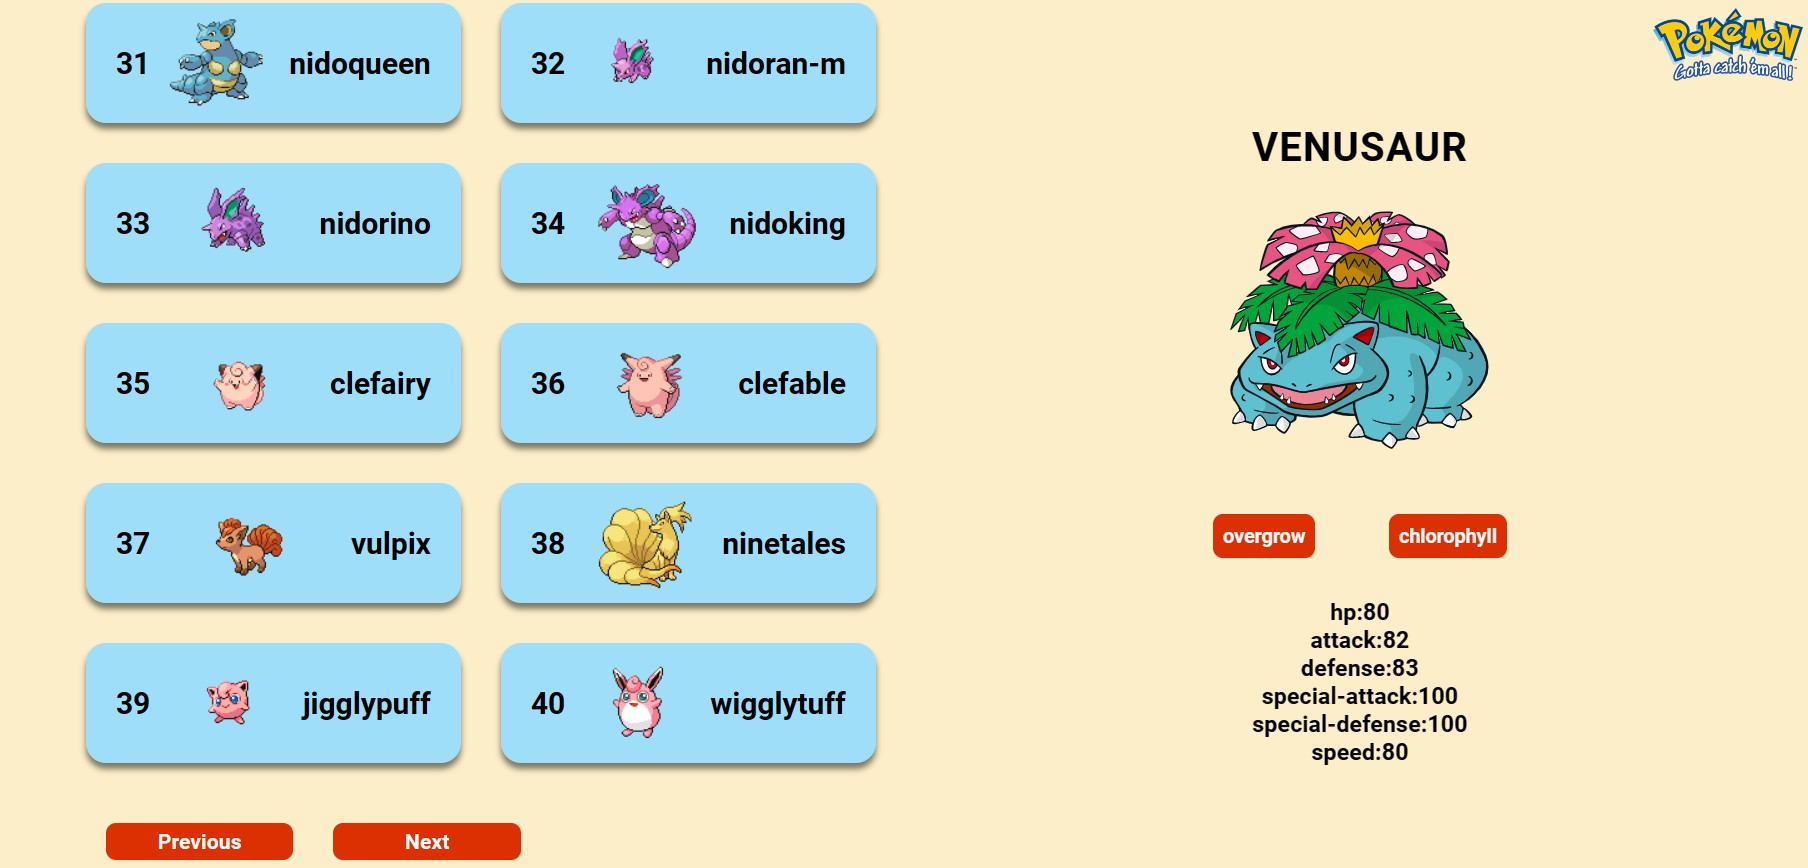 31 nidoqueen
32 nidoran-m
33 nidorino
34 nidoking
35 clefairy
36 clefable
37 vulpix
38 ninetales
39 jigglypuff
40 wigglytuff
Previous Next
POKéMON
Gotta catch 'em all!
VENUSAUR
overgrow chlorophyll
hp:80
attack:82
defense:83
special-attack:100
special-defense:100
speed:80